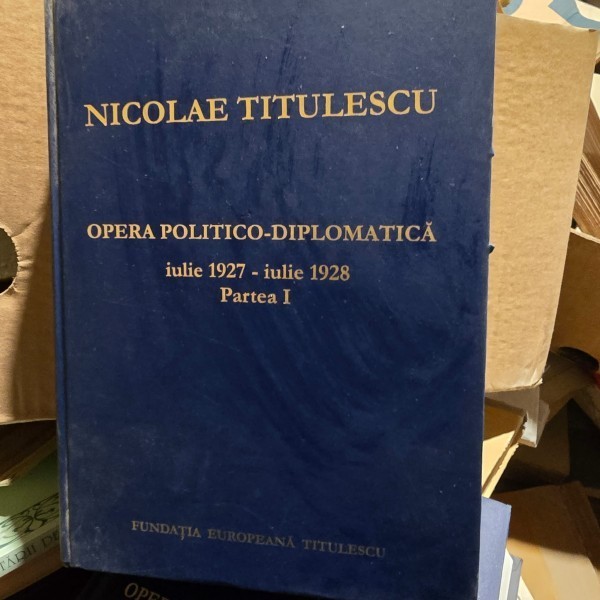 NICOLAE TITULESCU
OPERA POLITICO-DIPLOMATICĂ
iulie 1927 - iulie 1928
Partea I
FUNDAȚIA EUROPEANĂ TITULESCU